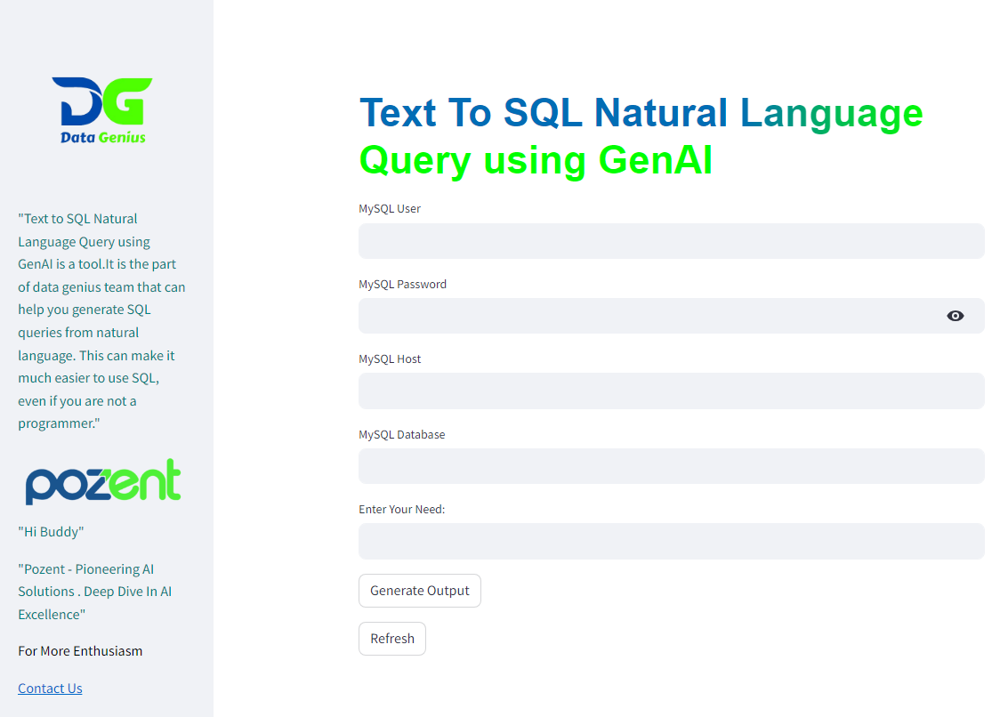 DG
Data Genius
"Text to SQL Natural
Language Query using
GenAI is a tool.It is the part
of data genius team that can
help you generate SQL
queries from natural
language. This can make it
much easier to use SQL,
even if you are not a
programmer."
pozent
"Hi Buddy"
"Pozent - Pioneering AI
Solutions . Deep Dive In AI
Excellence"
For More Enthusiasm
Contact Us
Text To SQL Natural Language
Query using GenAI
MySQL User
MySQL Password
MySQL Host
MySQL Database
Enter Your Need:
Generate Output
Refresh